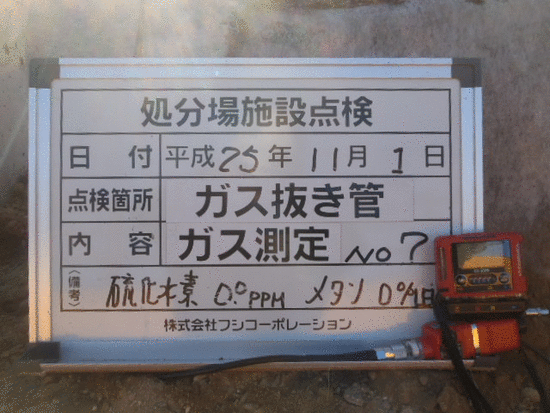 処分場施設点検
日 付 平成25年11月1日
点検箇所 ガス抜き管
内 容 ガス測定 No7
(備考) 硫化水素 0.0PPM メタン 0%
株式会社フシコーポレーション